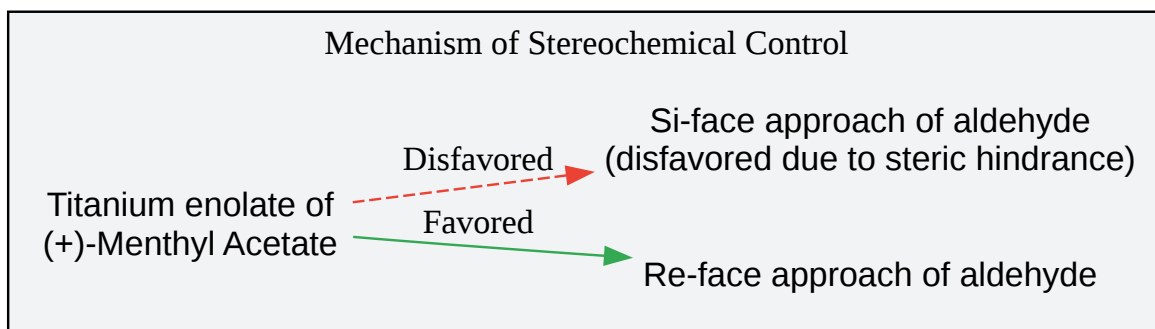 Mechanism of Stereochemical Control
Si-face approach of aldehyde
(disfavored due to steric hindrance)
Disfavored
Titanium enolate of
(+)-Menthyl Acetate
Favored
Re-face approach of aldehyde